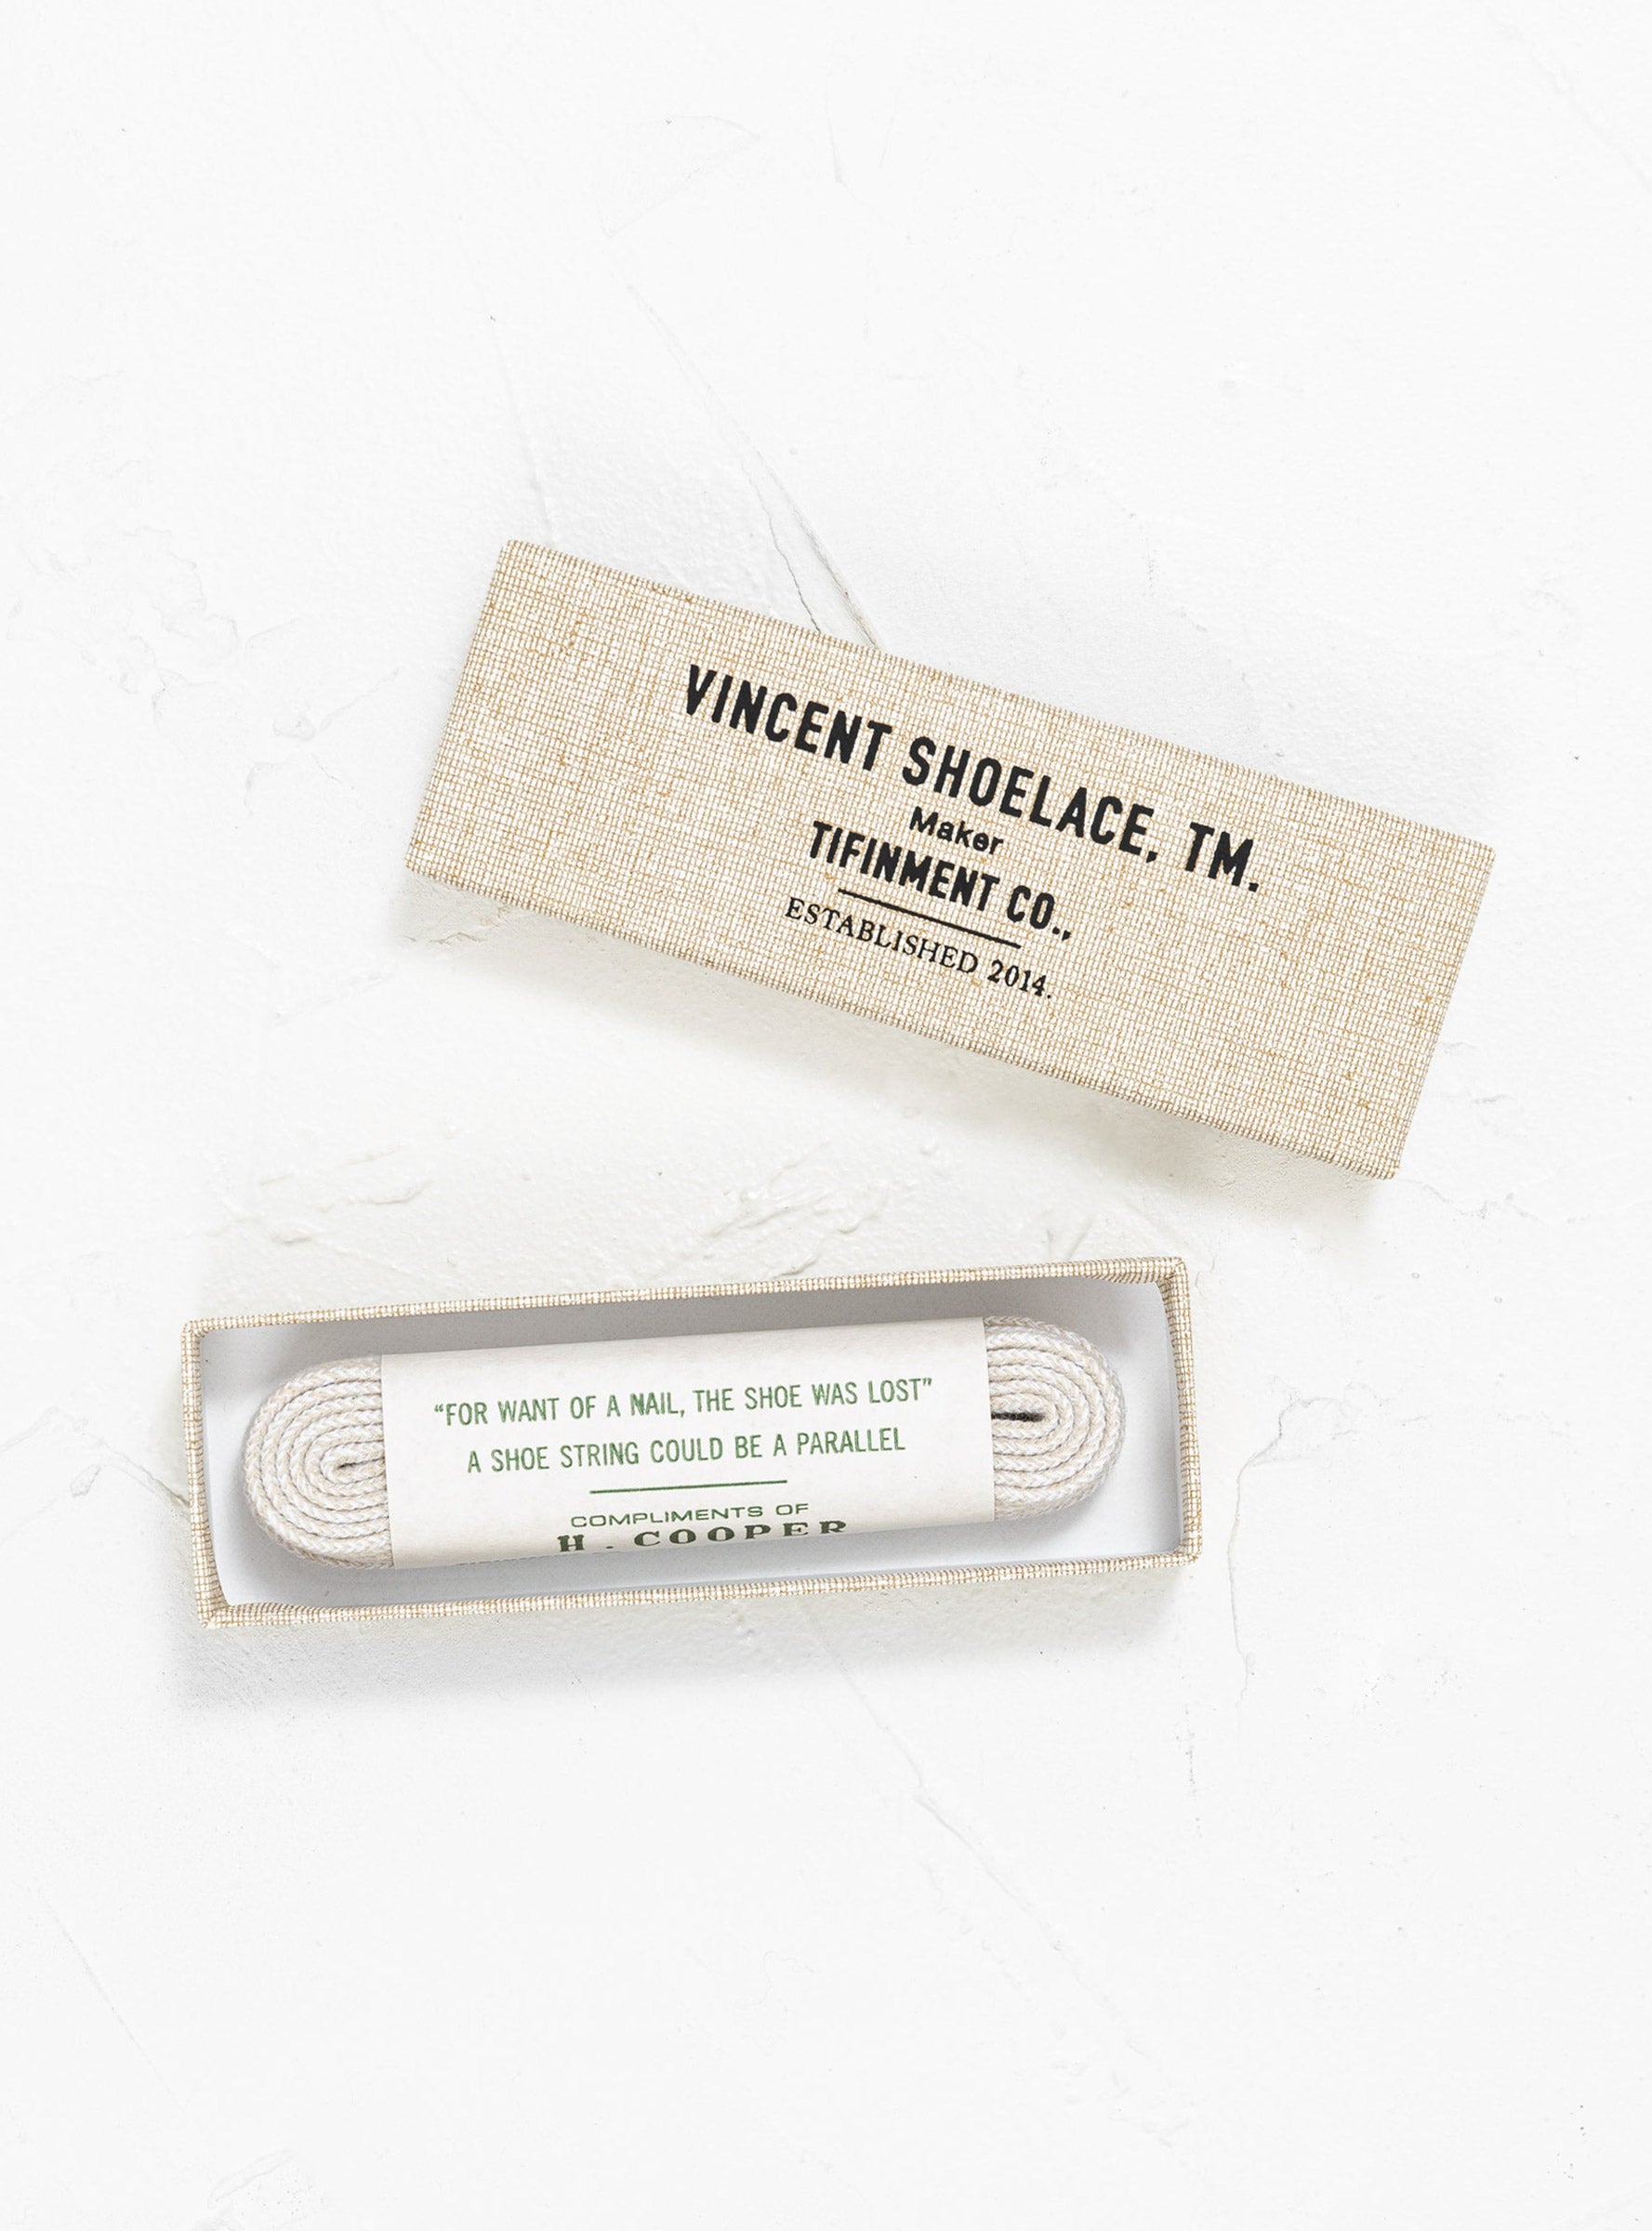 VINCENT SHOELACE, TM.
Maker
TIFINMENT CO.,
ESTABLISHED 2014.
“FOR WANT OF A NAIL, THE SHOE WAS LOST”
A SHOE STRING COULD BE A PARALLEL
COMPLIMENTS OF
H. COOPER